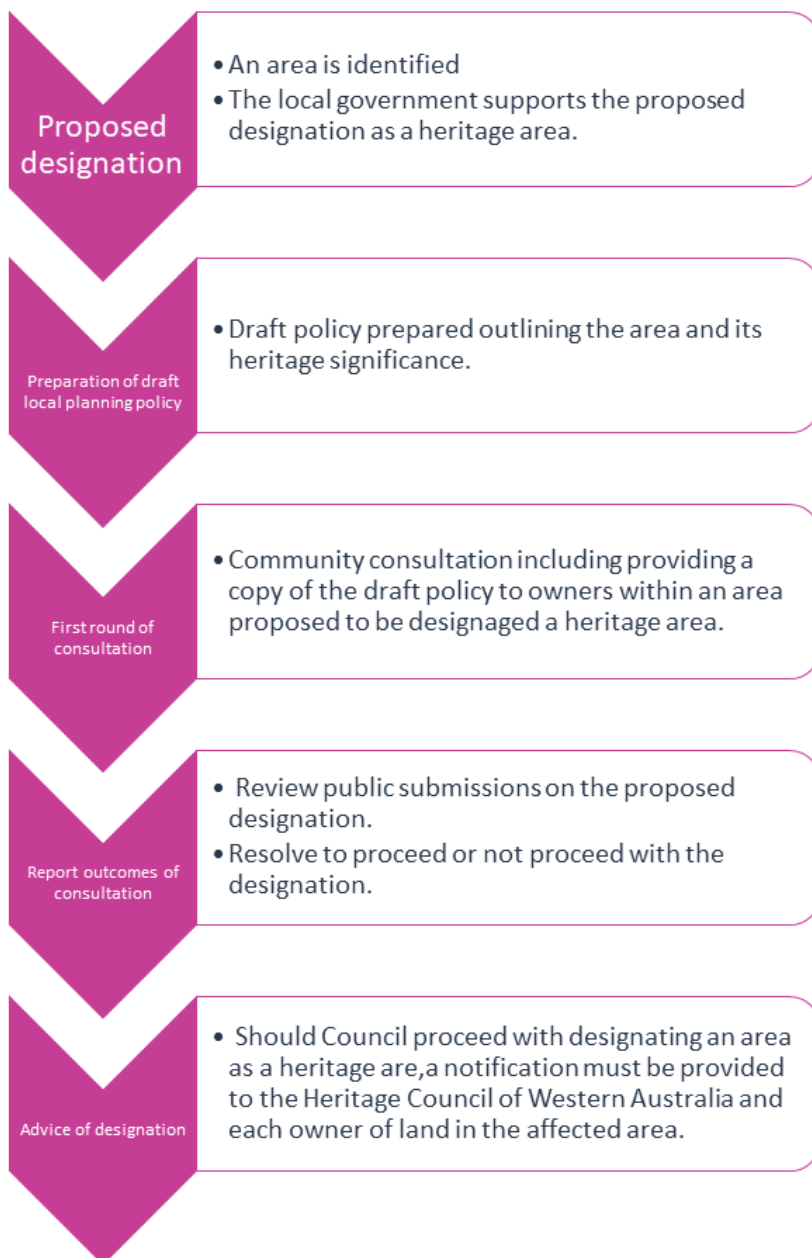 Proposed
designation
• An area is identified
• The local government supports the proposed
designation as a heritage area.
Preparation of draft
local planning policy
• Draft policy prepared outlining the area and its
heritage significance.
First round of
consultation
• Community consultation including providing a
copy of the draft policy to owners within an area
proposed to be designaged a heritage area.
Report outcomes of
consultation
• Review public submissions on the proposed
designation.
• Resolve to proceed or not proceed with the
designation.
Advice of designation
• Should Council proceed with designating an area
as a heritage are,a notification must be provided
to the Heritage Council of Western Australia and
each owner of land in the affected area.